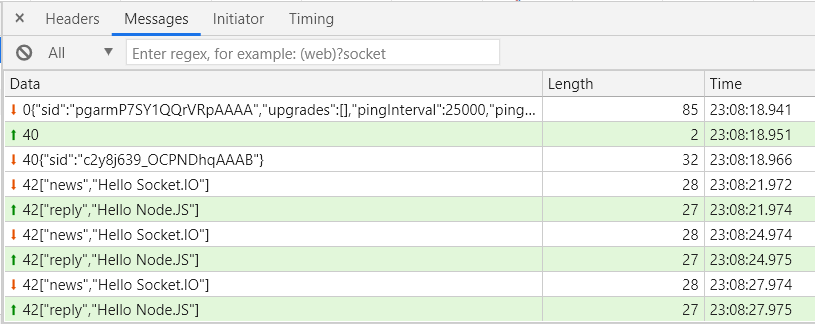 × Headers Messages Initiator Timing
All ▼ Enter regex, for example: (web)?socket
Data Length Time
0{"sid":"pgarmP7SY1QQrVRpAAAA","upgrades":[],"pingInterval":25000,"ping... 85 23:08:18.941
40 2 23:08:18.951
40{"sid":"c2y8j639_OCPNDhqAAAB"} 32 23:08:18.966
42["news","Hello Socket.IO"] 28 23:08:21.972
42["reply","Hello Node.JS"] 27 23:08:21.974
42["news","Hello Socket.IO"] 28 23:08:24.974
42["reply","Hello Node.JS"] 27 23:08:24.975
42["news","Hello Socket.IO"] 28 23:08:27.974
42["reply","Hello Node.JS"] 27 23:08:27.975